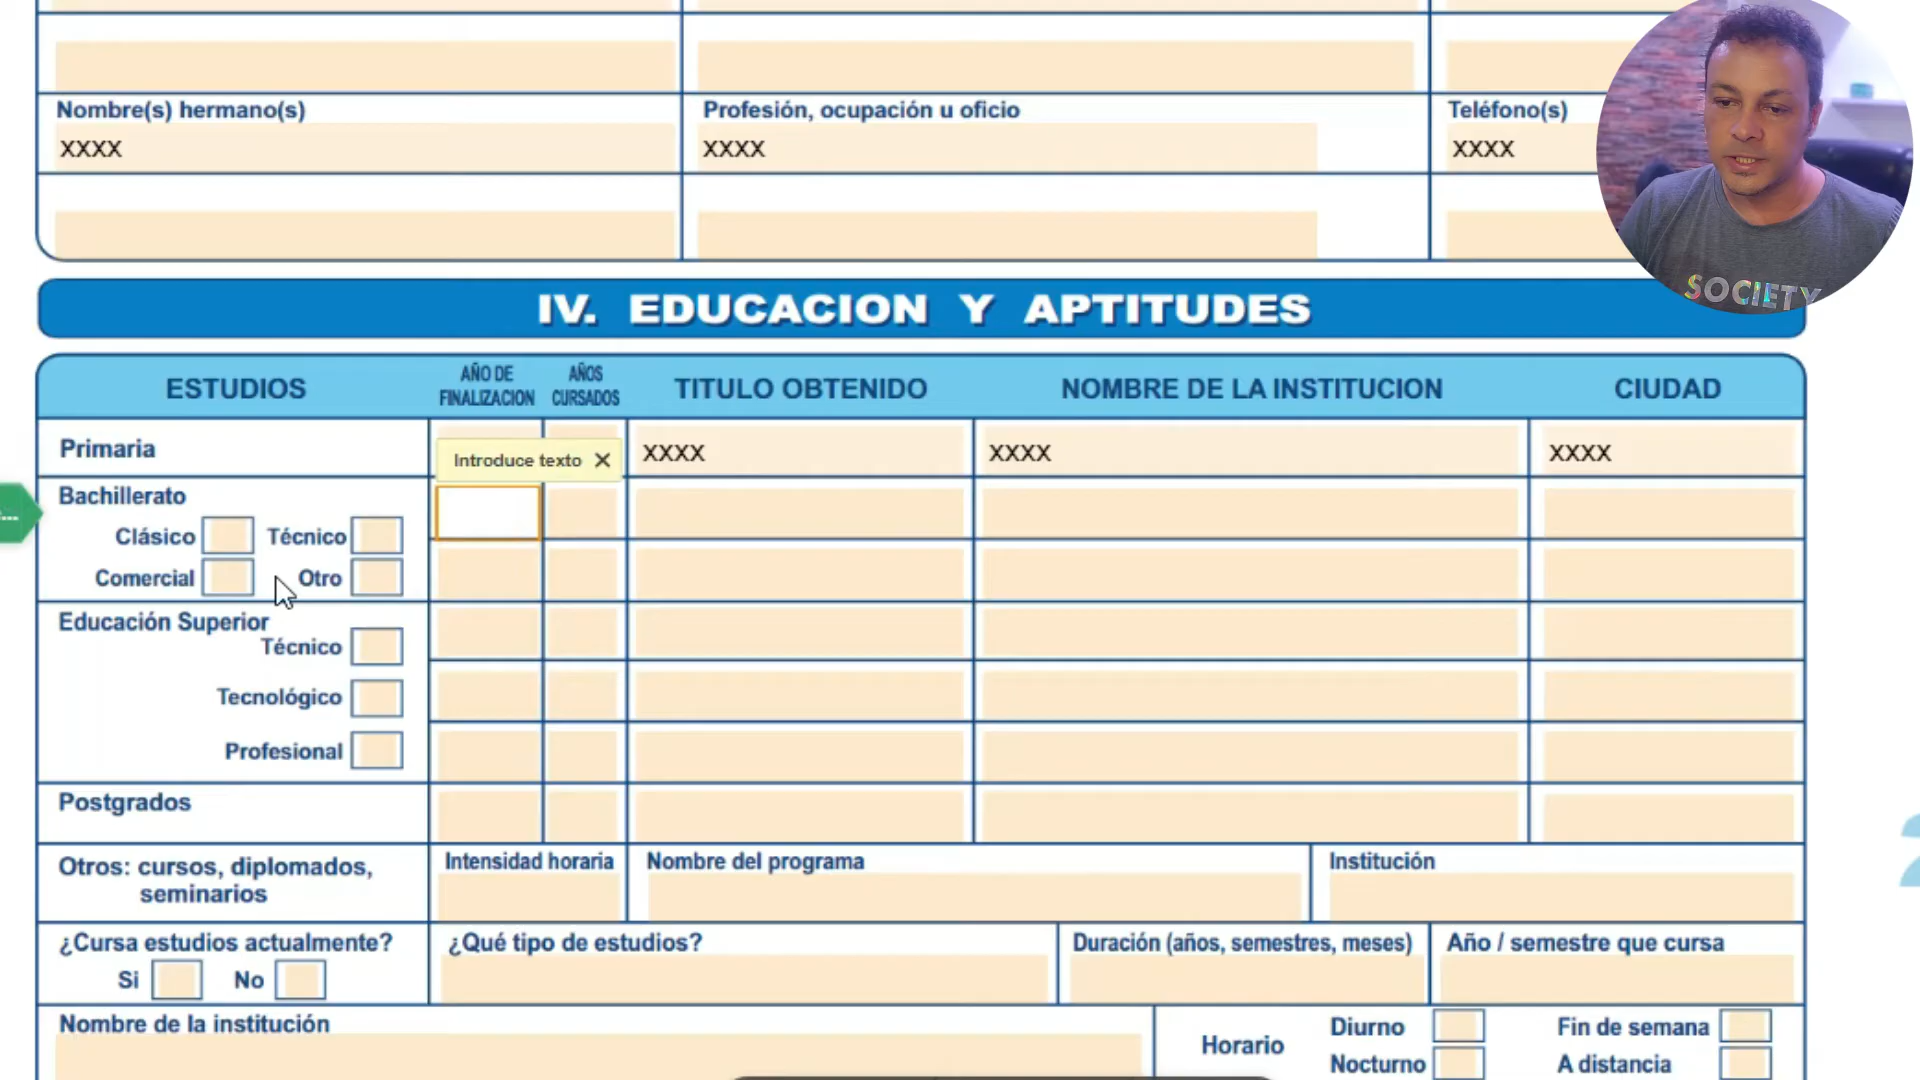 Nombre(s) hermano(s) Profesión, ocupación u oficio Teléfono(s)
XXXX XXXX XXXX
IV. EDUCACION Y APTITUDES
ESTUDIOS AÑO DE FINALIZACION AÑOS CURSADOS TITULO OBTENIDO NOMBRE DE LA INSTITUCION CIUDAD
Primaria XXXX XXXX XXXX
Introduce texto
Bachillerato
Clásico Técnico
Comercial Otro
Educación Superior
Técnico
Tecnológico
Profesional
Postgrados
Otros: cursos, diplomados, seminarios Intensidad horaria Nombre del programa Institución
¿Cursa estudios actualmente? ¿Qué tipo de estudios? Duración (años, semestres, meses) Año / semestre que cursa
Si No
Nombre de la institución Horario Diurno Fin de semana
Nocturno A distancia
SOCIETY